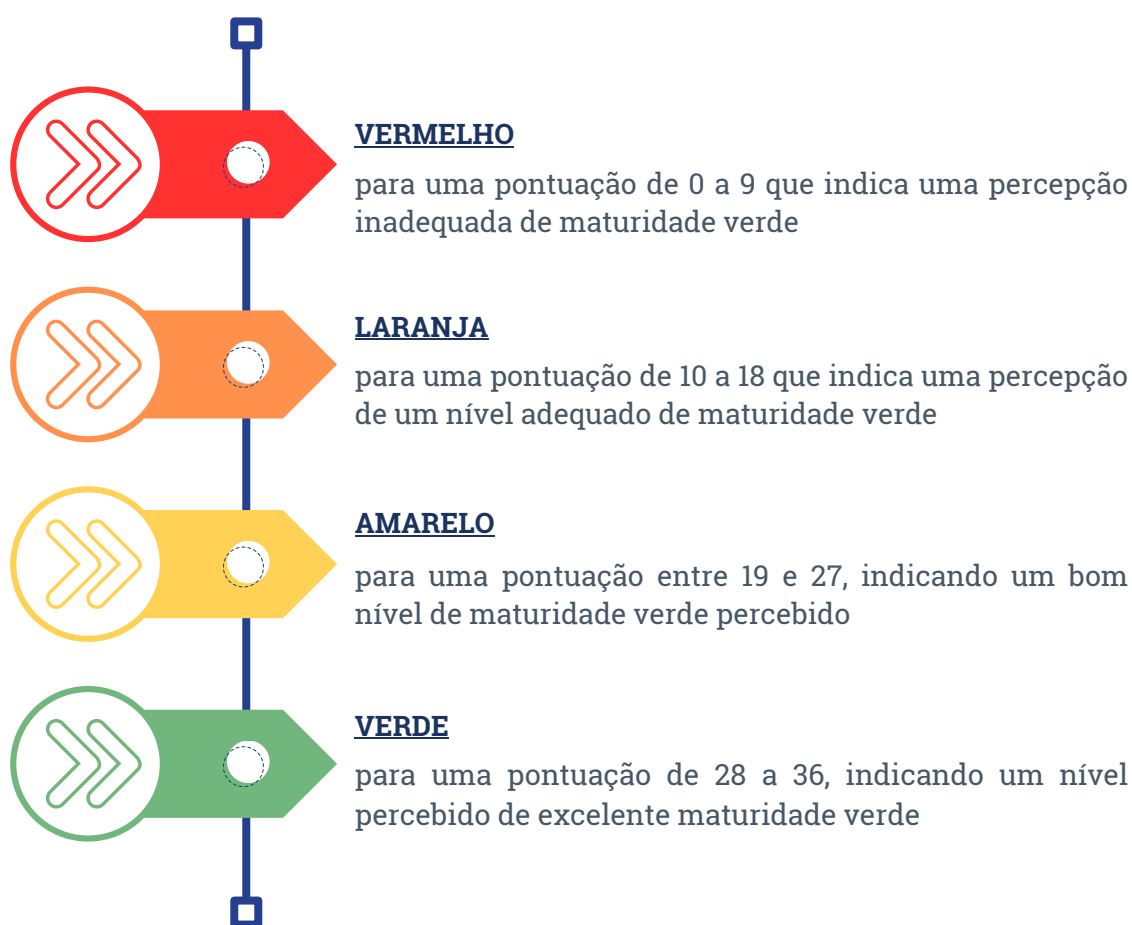 VERMELHO
para uma pontuação de 0 a 9 que indica uma percepção
inadequada de maturidade verde
LARANJA
para uma pontuação de 10 a 18 que indica uma percepção
de um nível adequado de maturidade verde
AMARELO
para uma pontuação entre 19 e 27, indicando um bom
nível de maturidade verde percebido
VERDE
para uma pontuação de 28 a 36, indicando um nível
percebido de excelente maturidade verde